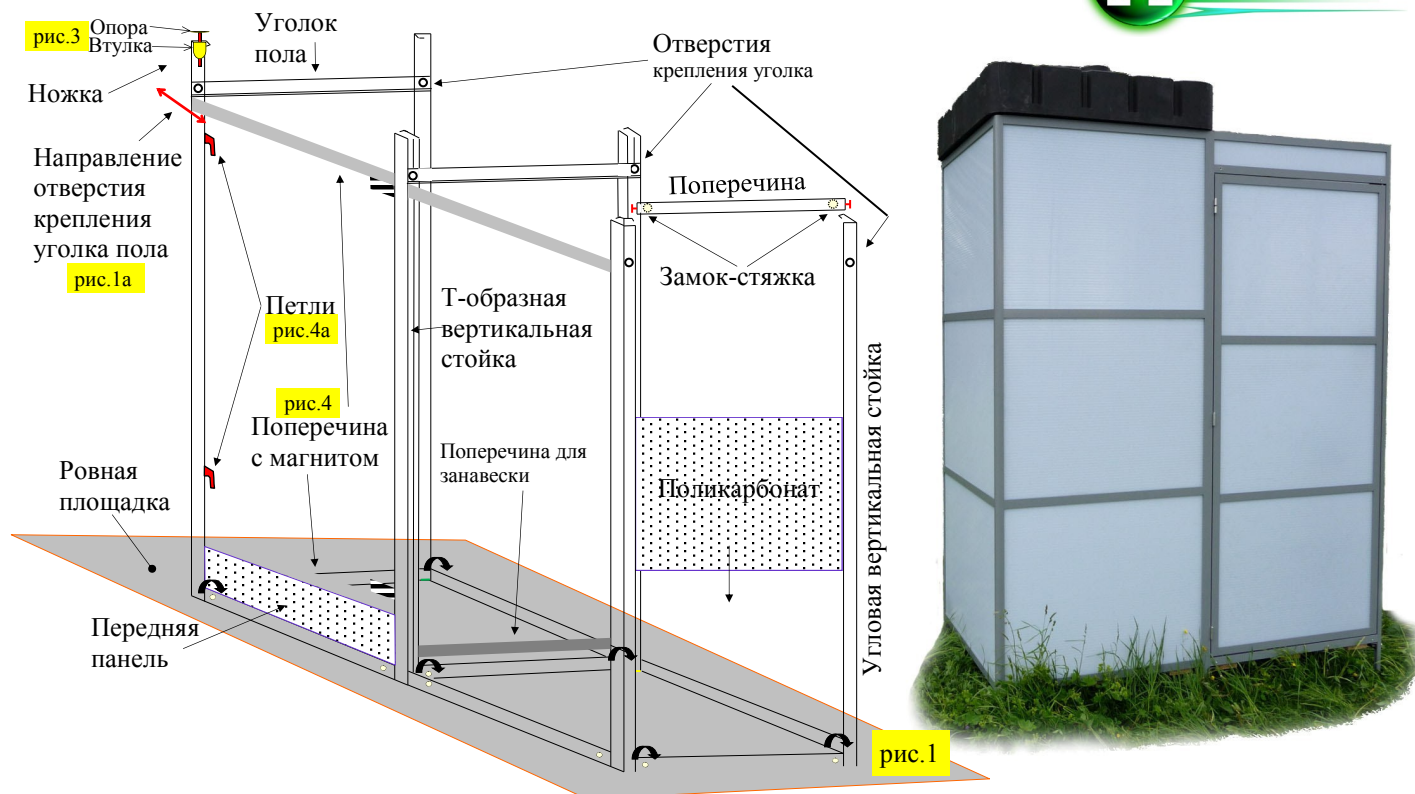 рис.3
Опора
Втулка
Уголок
пола
Отверстия
крепления уголка
Ножка
Направление
отверстия
крепления
уголка пола
рис.1а
Поперечина
Замок-стяжка
Петли
рис.4а
Т-образная
вертикальная
стойка
рис.4
Поперечина
с магнитом
Поперечина для
занавески
Поликарбонат
Угловая вертикальная стойка
Ровная
площадка
Передняя
панель
рис.1